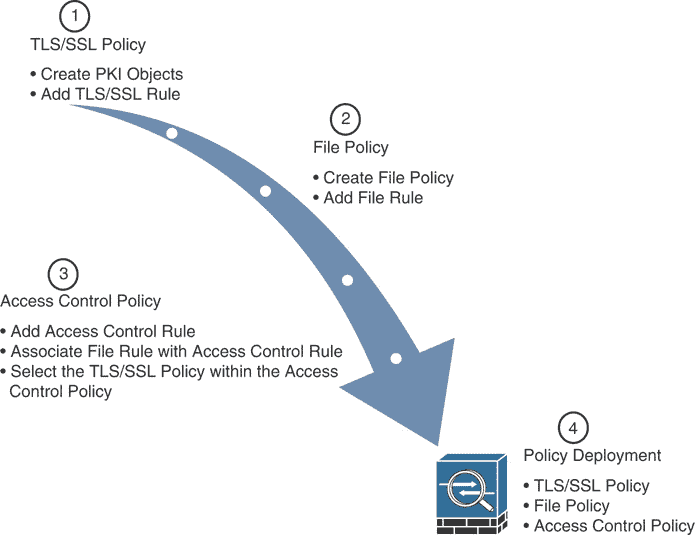 1
TLS/SSL Policy
• Create PKI Objects
• Add TLS/SSL Rule
2
File Policy
• Create File Policy
• Add File Rule
3
Access Control Policy
• Add Access Control Rule
• Associate File Rule with Access Control Rule
• Select the TLS/SSL Policy within the Access
Control Policy
4
Policy Deployment
• TLS/SSL Policy
• File Policy
• Access Control Policy